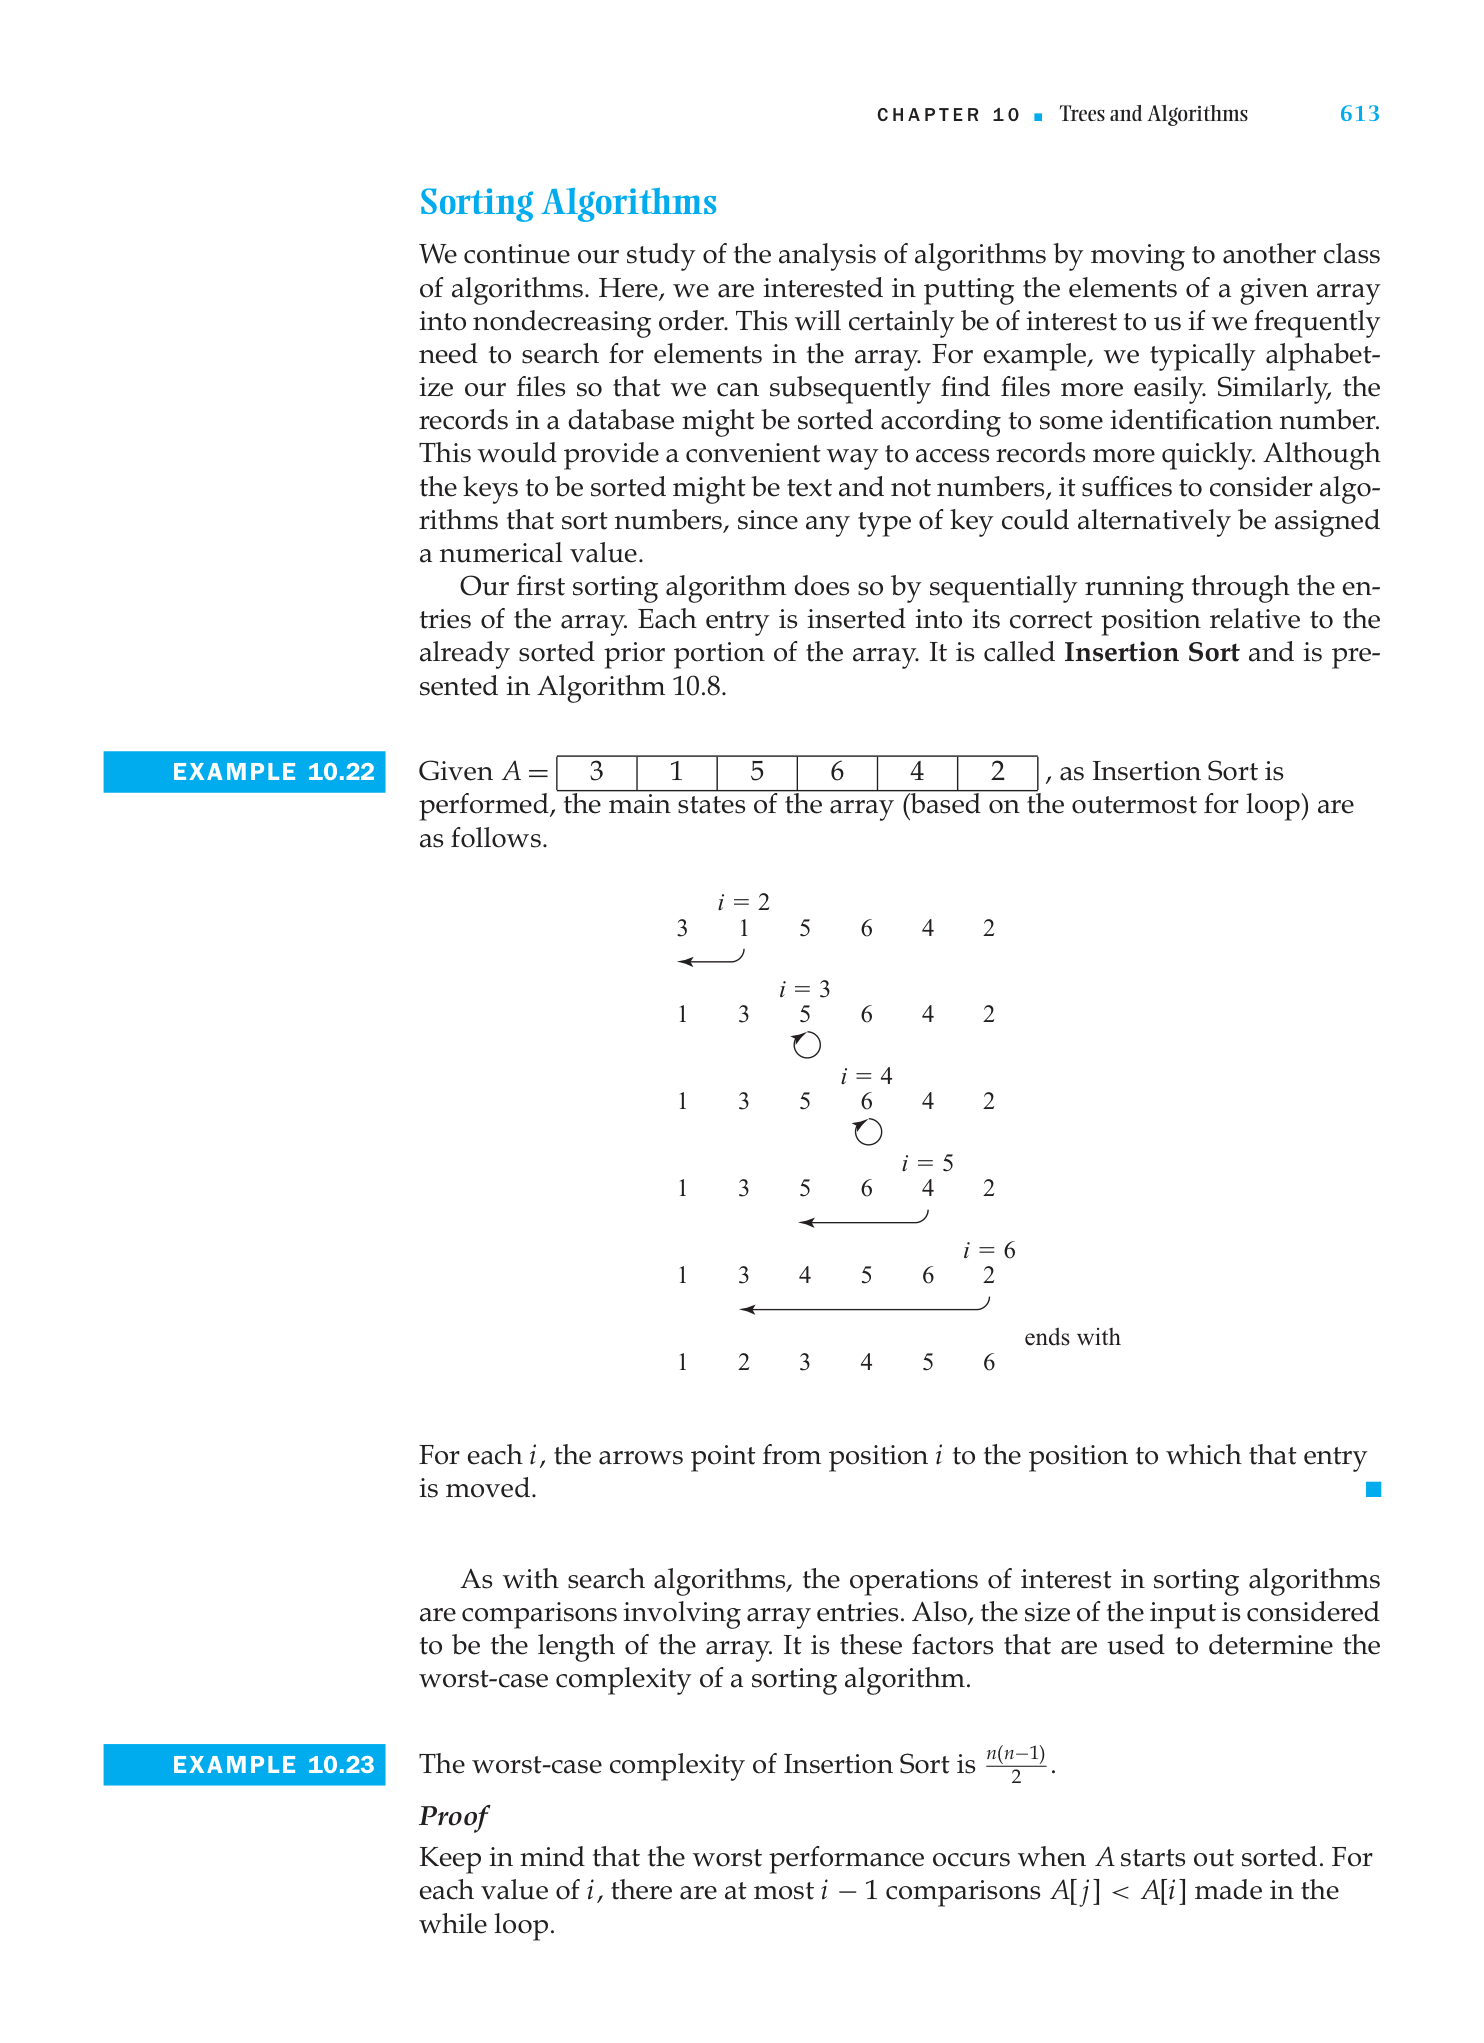 CHAPTER 10 ■ Trees and Algorithms 613
Sorting Algorithms
We continue our study of the analysis of algorithms by moving to another class
of algorithms. Here, we are interested in putting the elements of a given array
into nondecreasing order. This will certainly be of interest to us if we frequently
need to search for elements in the array. For example, we typically alphabet-
ize our files so that we can subsequently find files more easily. Similarly, the
records in a database might be sorted according to some identification number.
This would provide a convenient way to access records more quickly. Although
the keys to be sorted might be text and not numbers, it suffices to consider algo-
rithms that sort numbers, since any type of key could alternatively be assigned
a numerical value.
Our first sorting algorithm does so by sequentially running through the en-
tries of the array. Each entry is inserted into its correct position relative to the
already sorted prior portion of the array. It is called Insertion Sort and is pre-
sented in Algorithm 10.8.
EXAMPLE 10.22 Given A = 3 1 5 6 4 2 , as Insertion Sort is
performed, the main states of the array (based on the outermost for loop) are
as follows.
i = 2
3 1 5 6 4 2
i = 3
1 3 5 6 4 2
i = 4
1 3 5 6 4 2
i = 5
1 3 5 6 4 2
i = 6
1 3 4 5 6 2
ends with
1 2 3 4 5 6
For each i, the arrows point from position i to the position to which that entry
is moved. ■
As with search algorithms, the operations of interest in sorting algorithms
are comparisons involving array entries. Also, the size of the input is considered
to be the length of the array. It is these factors that are used to determine the
worst-case complexity of a sorting algorithm.
EXAMPLE 10.23 The worst-case complexity of Insertion Sort is n(n−1)/2.
Proof
Keep in mind that the worst performance occurs when A starts out sorted. For
each value of i, there are at most i − 1 comparisons A[j] < A[i] made in the
while loop.